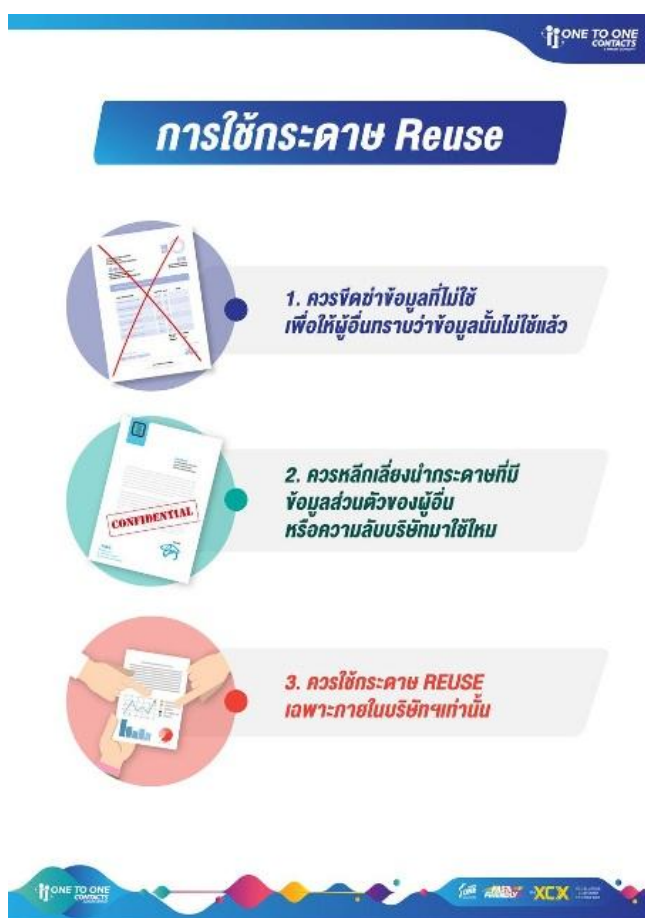 ONE TO ONE
CONTACTS
การใช้กระดาษ Reuse
1. ควรขีดฆ่าข้อมูลที่ไม่ใช้
เพื่อให้ผู้อื่นทราบว่าข้อมูลนั้นไม่ใช้แล้ว
CONFIDENTIAL
2. ควรหลีกเลี่ยงนำกระดาษที่มี
ข้อมูลส่วนตัวของผู้อื่น
หรือความลับบริษัทมาใช้ใหม่
3. ควรใช้กระดาษ REUSE
เฉพาะภายในบริษัทฯเท่านั้น
ONE TO ONE
CONTACTS
XCX